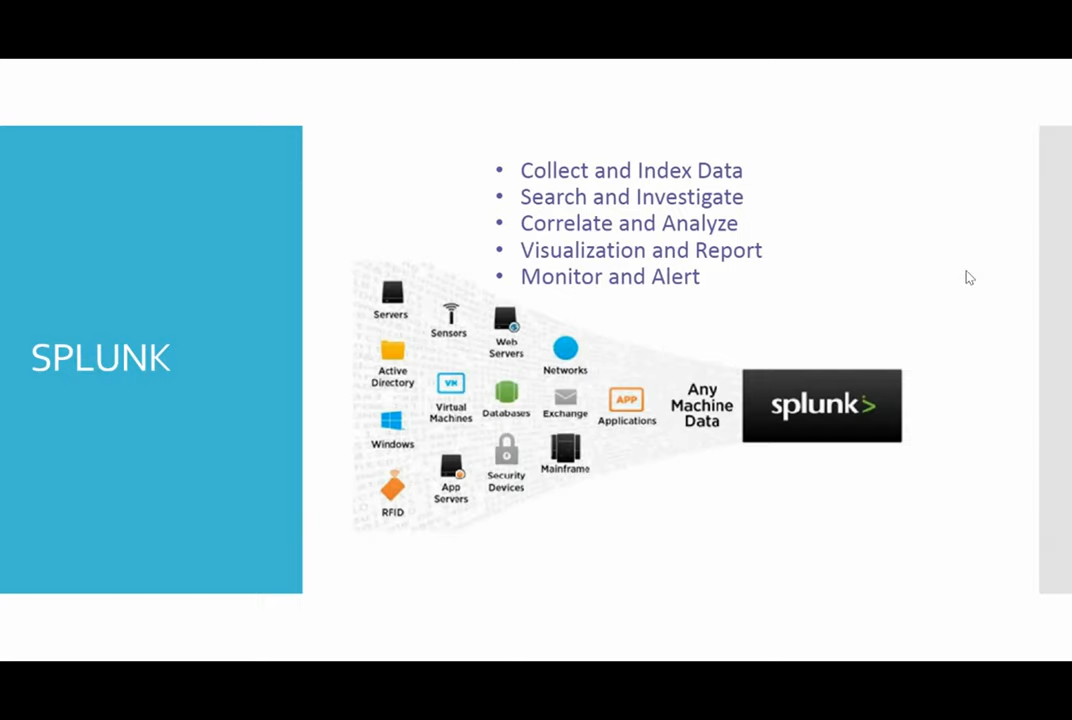 • Collect and Index Data
• Search and Investigate
• Correlate and Analyze
• Visualization and Report
• Monitor and Alert
SPLUNK
Servers
Sensors
Web
Servers
Networks
Active
Directory
Virtual
Machines
Databases
Exchange
APP
Applications
Any
Machine
Data
splunk>
VM
Windows
App
Servers
Security
Devices
Mainframe
RFID